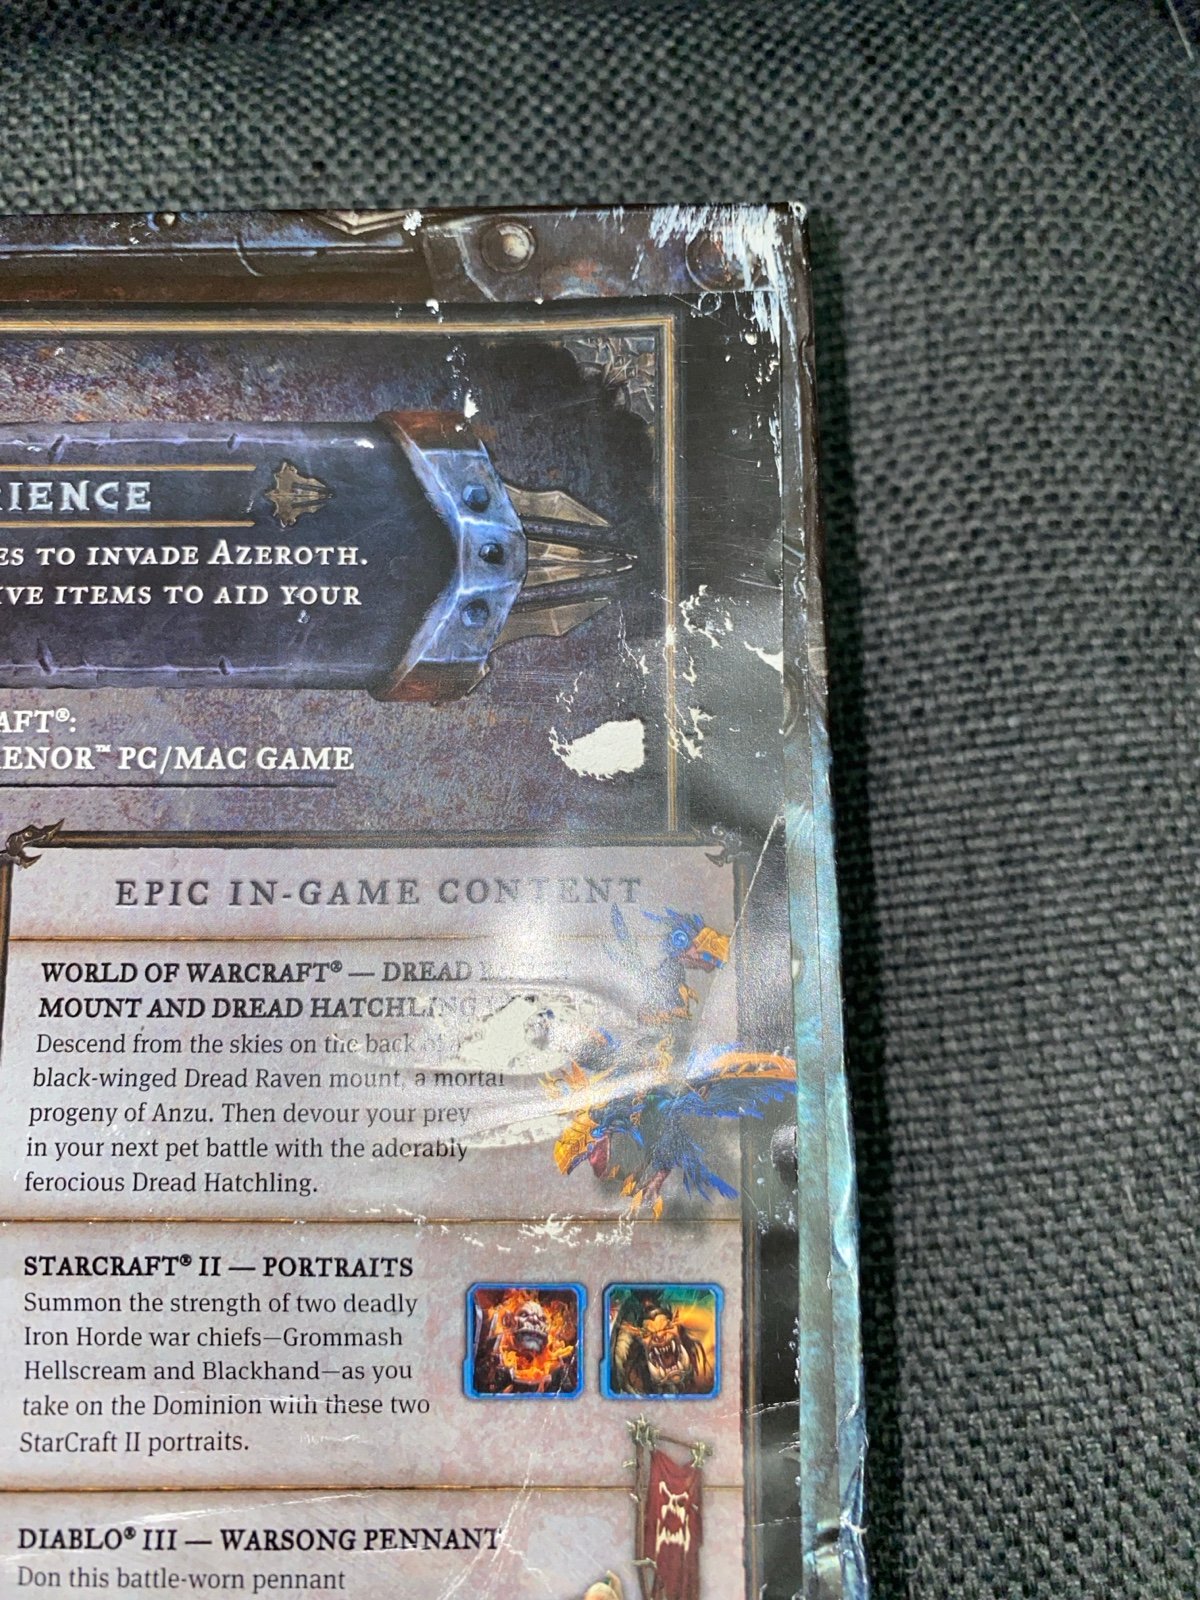 RIENCE
ES TO INVADE AZEROTH.
IVE ITEMS TO AID YOUR
AFT®:
ENOR™ PC/MAC GAME
EPIC IN-GAME CONTENT
WORLD OF WARCRAFT® — DREAD
MOUNT AND DREAD HATCHLING
Descend from the skies on the back of a
black-winged Dread Raven mount, a mortal
progeny of Anzu. Then devour your prey
in your next pet battle with the adorably
ferocious Dread Hatchling.
STARCRAFT® II — PORTRAITS
Summon the strength of two deadly
Iron Horde war chiefs—Grommash
Hellscream and Blackhand—as you
take on the Dominion with these two
StarCraft II portraits.
DIABLO® III — WARSONG PENNANT
Don this battle-worn pennant